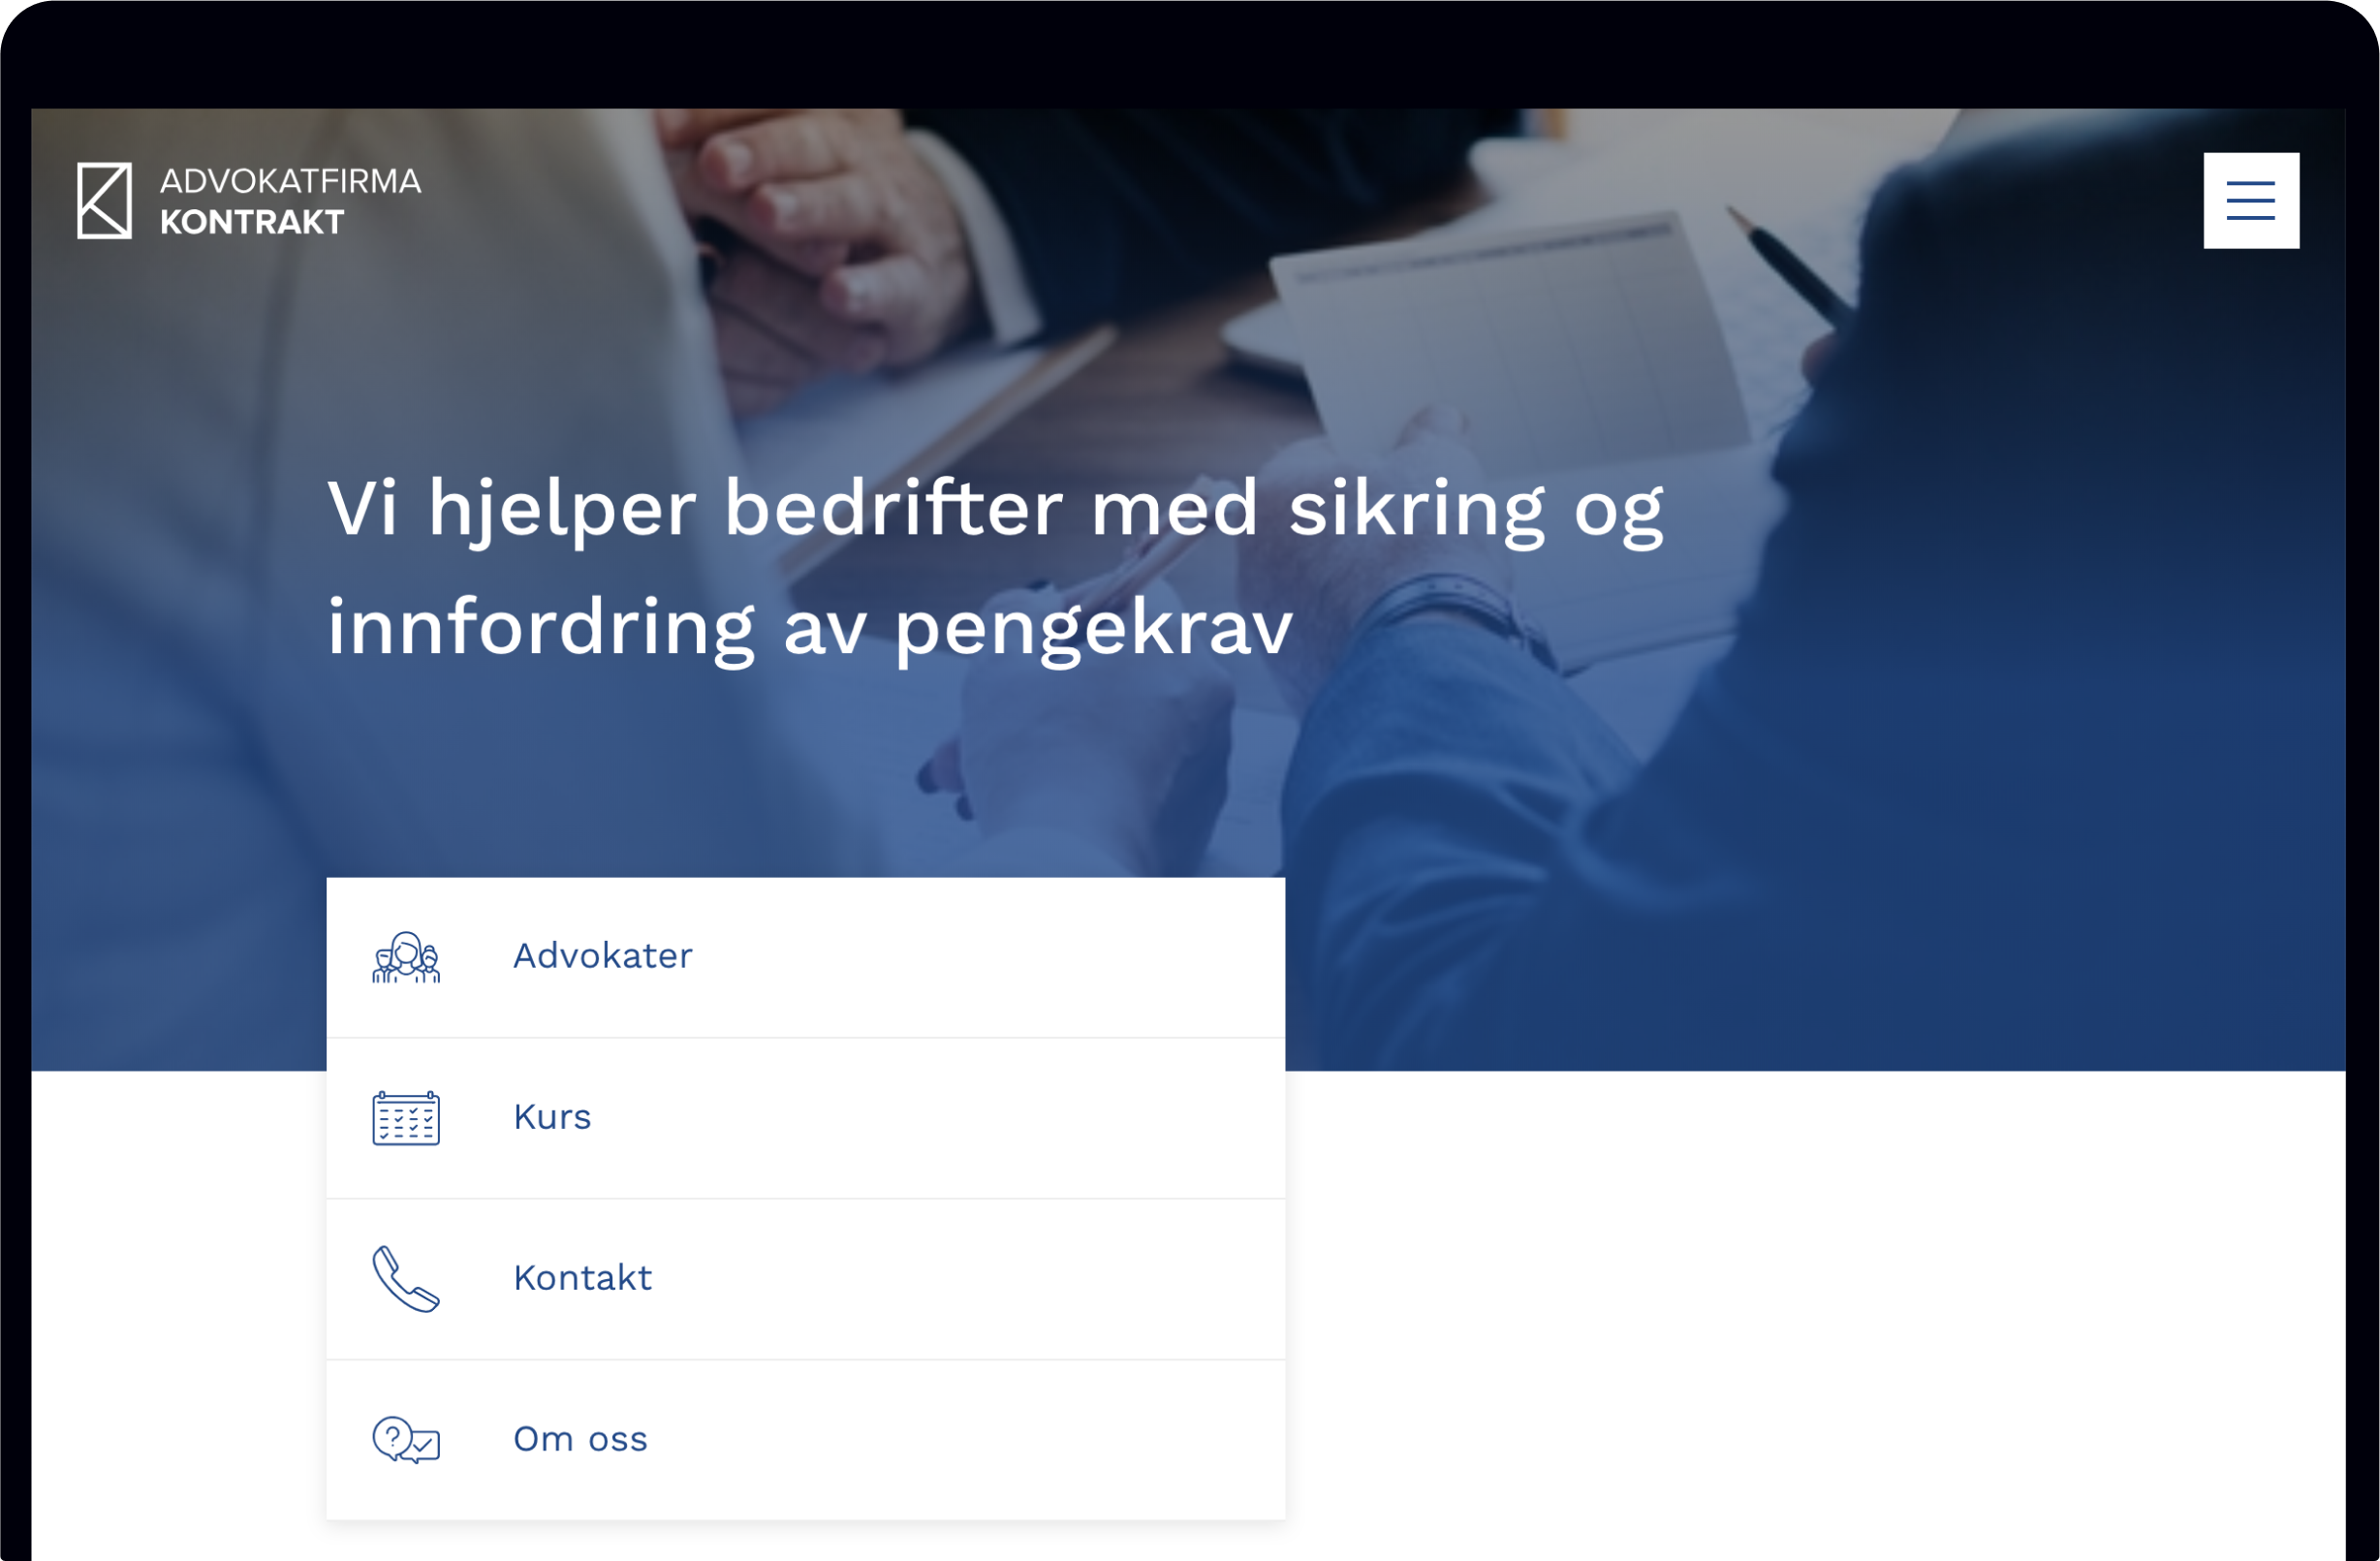 ADVOKATFIRMA
KONTRAKT
Vi hjelper bedrifter med sikring og
innfordring av pengekrav
Advokater
Kurs
Kontakt
?
Om oss